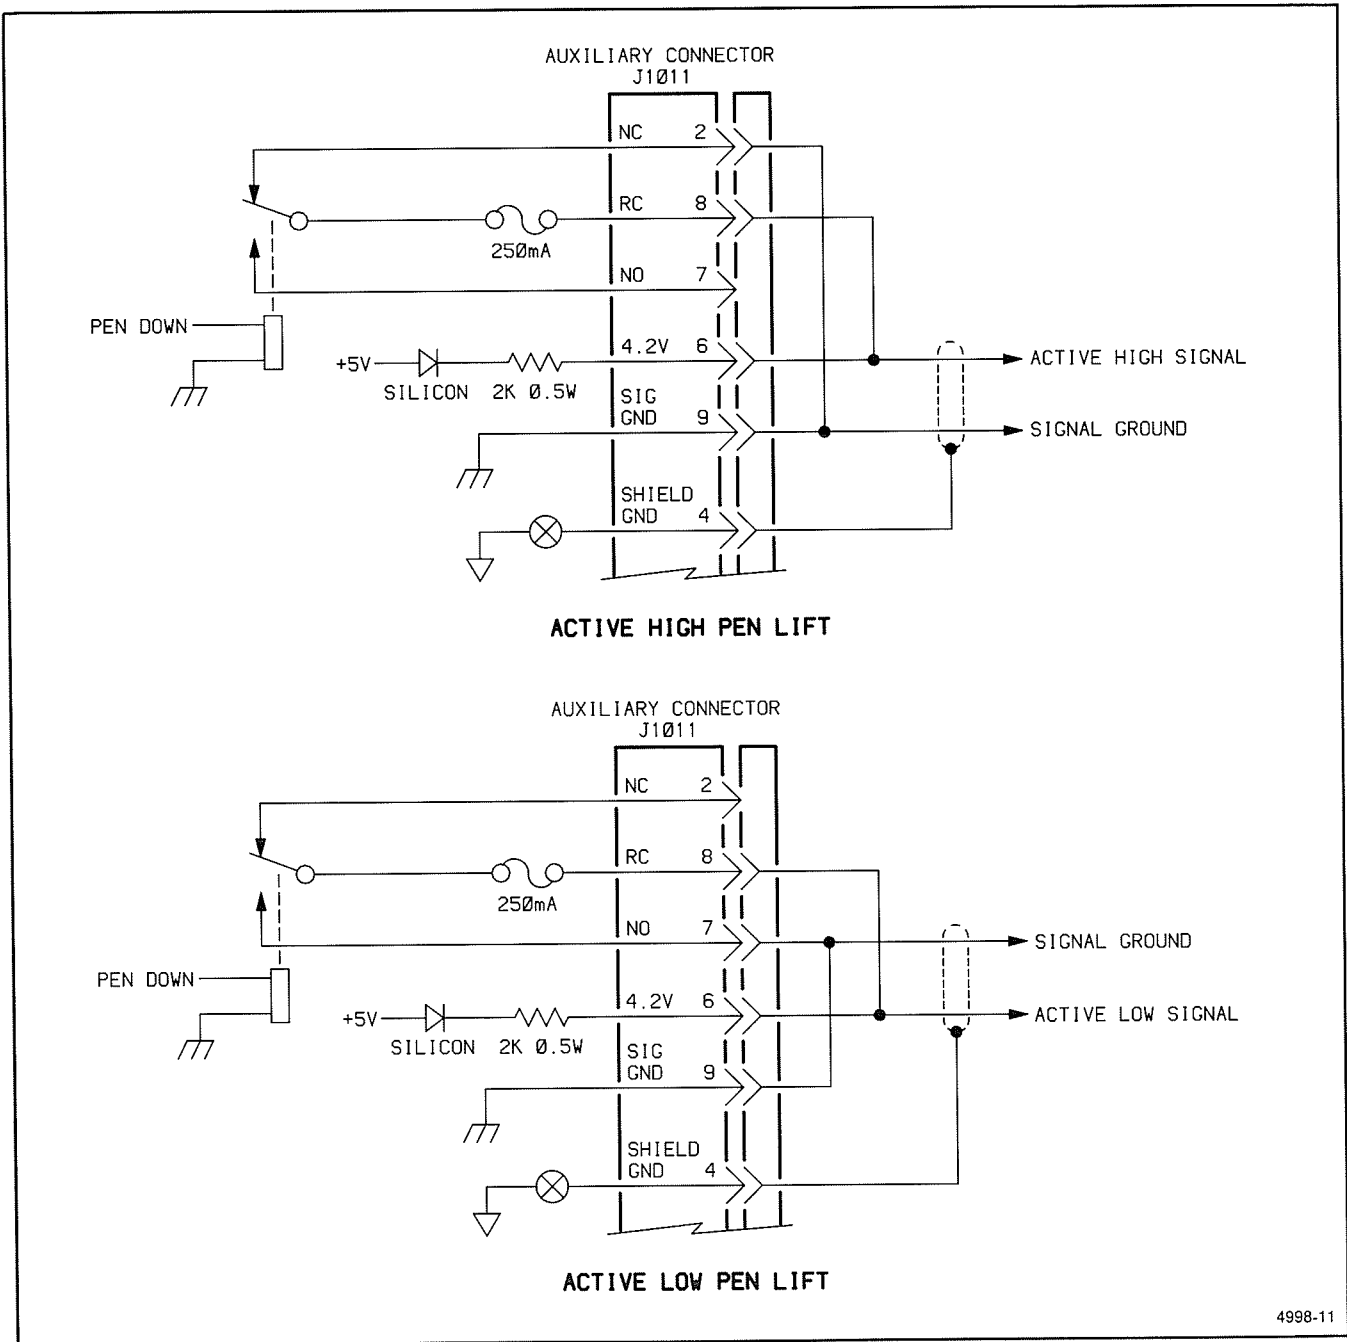 AUXILIARY CONNECTOR
J1Ø11
NC 2
RC 8
250mA
NO 7
PEN DOWN
+5V
SILICON
2K Ø.5W
4.2V 6
ACTIVE HIGH SIGNAL
SIG
GND 9
SIGNAL GROUND
SHIELD
GND 4
ACTIVE HIGH PEN LIFT
AUXILIARY CONNECTOR
J1Ø11
NC 2
RC 8
25ØmA
NO 7
SIGNAL GROUND
PEN DOWN
+5V
SILICON
2K Ø.5W
4.2V 6
ACTIVE LOW SIGNAL
SIG
GND 9
SHIELD
GND 4
ACTIVE LOW PEN LIFT
4998-11